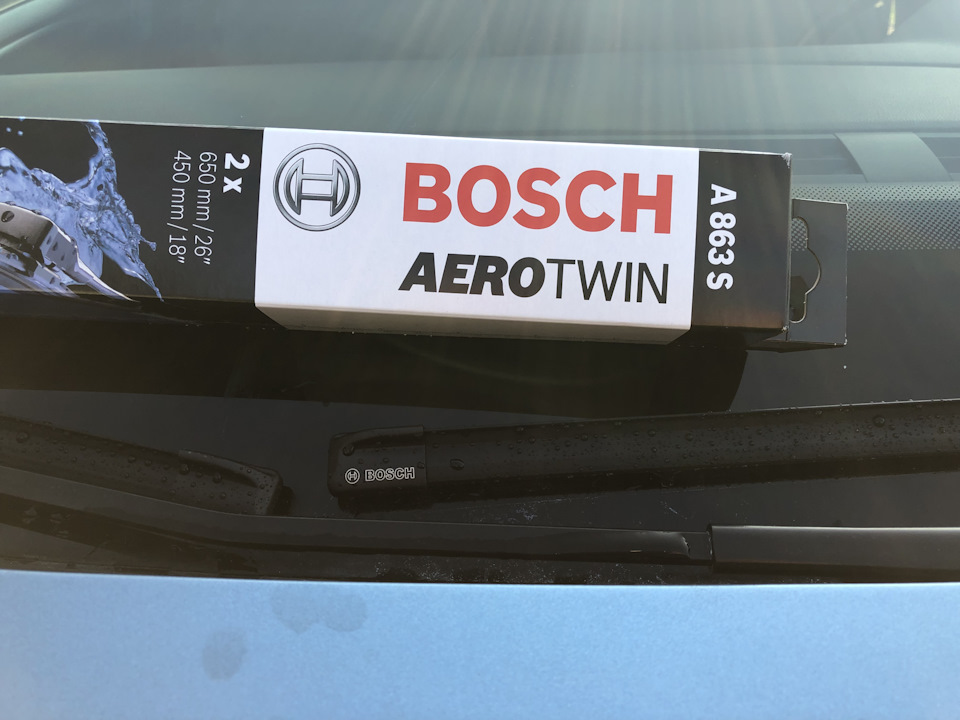 2 x
650 mm / 26"
450 mm / 18"
BOSCH
AEROTWIN
A 863 S
BOSCH